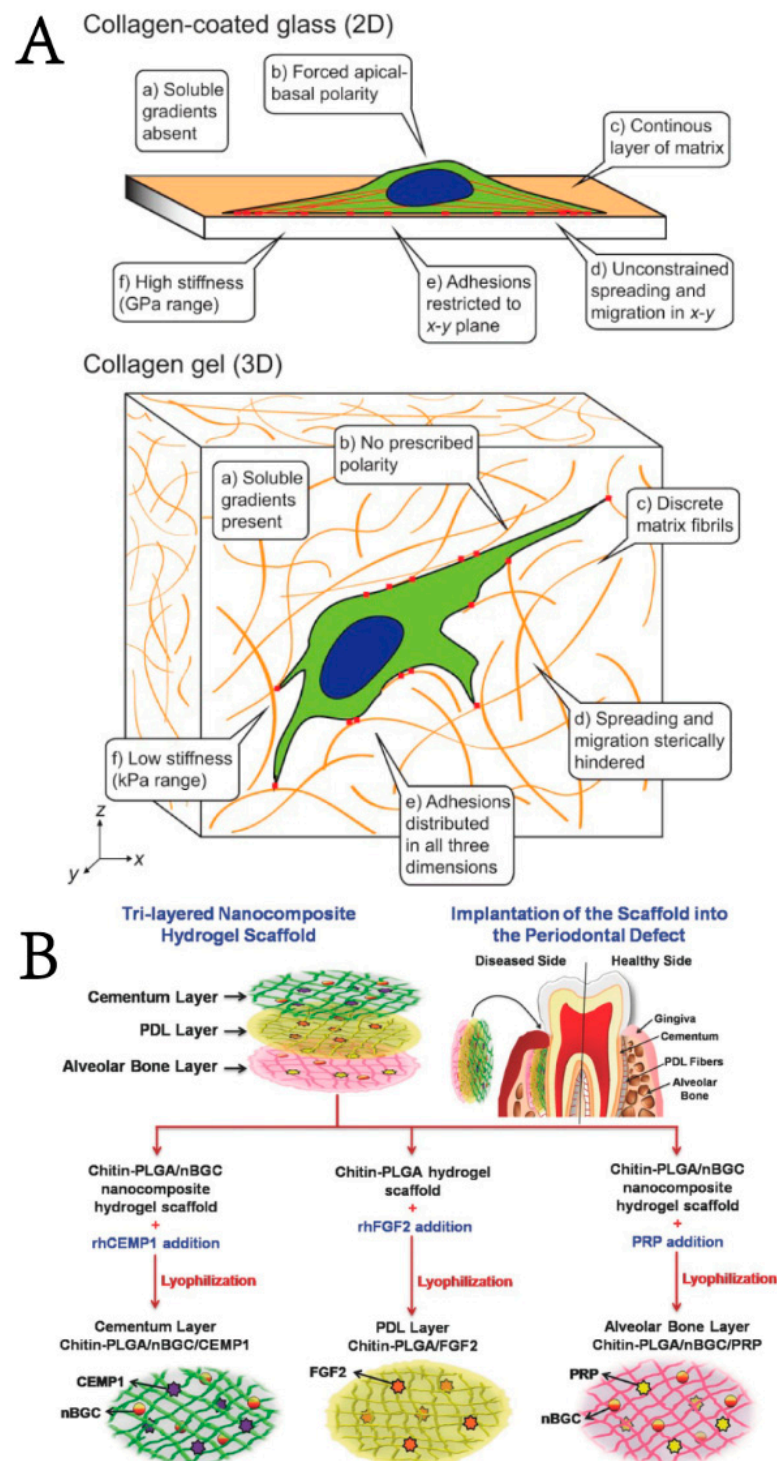 A
Collagen-coated glass (2D)
a) Soluble
gradients
absent
b) Forced apical-
basal polarity
c) Continous
layer of matrix
f) High stiffness
(GPa range)
e) Adhesions
restricted to
x-y plane
d) Unconstrained
spreading and
migration in x-y
Collagen gel (3D)
a) Soluble
gradients
present
b) No prescribed
polarity
c) Discrete
matrix fibrils
d) Spreading and
migration sterically
hindered
f) Low stiffness
(kPa range)
e) Adhesions
distributed
in all three
dimensions
z
y
x
B
Tri-layered Nanocomposite
Hydrogel Scaffold
Implantation of the Scaffold into
the Periodontal Defect
Cementum Layer
PDL Layer
Alveolar Bone Layer
Diseased Side
Healthy Side
Gingiva
Cementum
PDL Fibers
Alveolar
Bone
Chitin-PLGA/nBGC
nanocomposite
hydrogel scaffold
+
rhCEMP1 addition
Lyophilization
Cementum Layer
Chitin-PLGA/nBGC/CEMP1
CEMP1
nBGC
Chitin-PLGA hydrogel
scaffold
+
rhFGF2 addition
Lyophilization
PDL Layer
Chitin-PLGA/FGF2
FGF2
Chitin-PLGA/nBGC
nanocomposite
hydrogel scaffold
+
PRP addition
Lyophilization
Alveolar Bone Layer
Chitin-PLGA/nBGC/PRP
PRP
nBGC